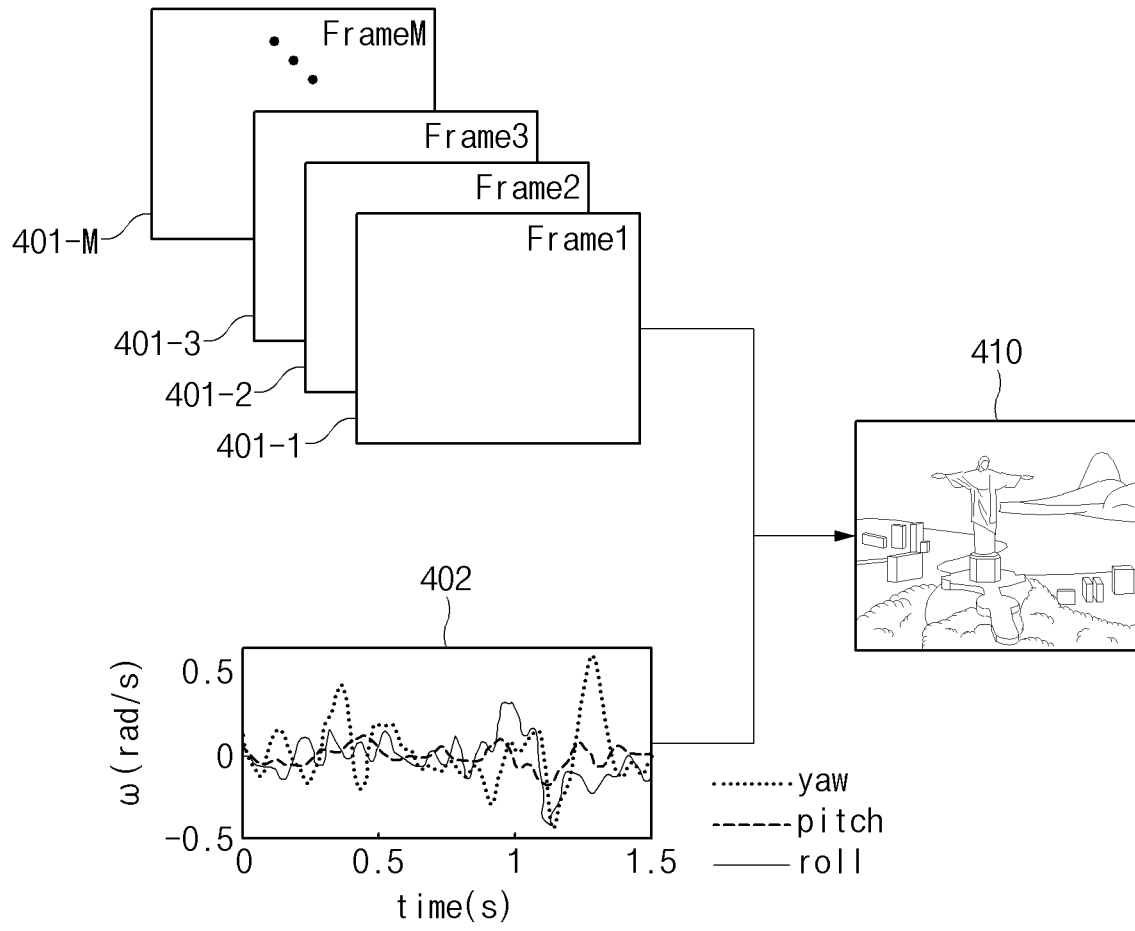 FrameM
Frame3
Frame2
Frame1
401-M
401-3
401-2
401-1
410
402
0.5
0
-0.5
ω(rad/s)
0
0.5
1
1.5
time(s)
yaw
pitch
roll